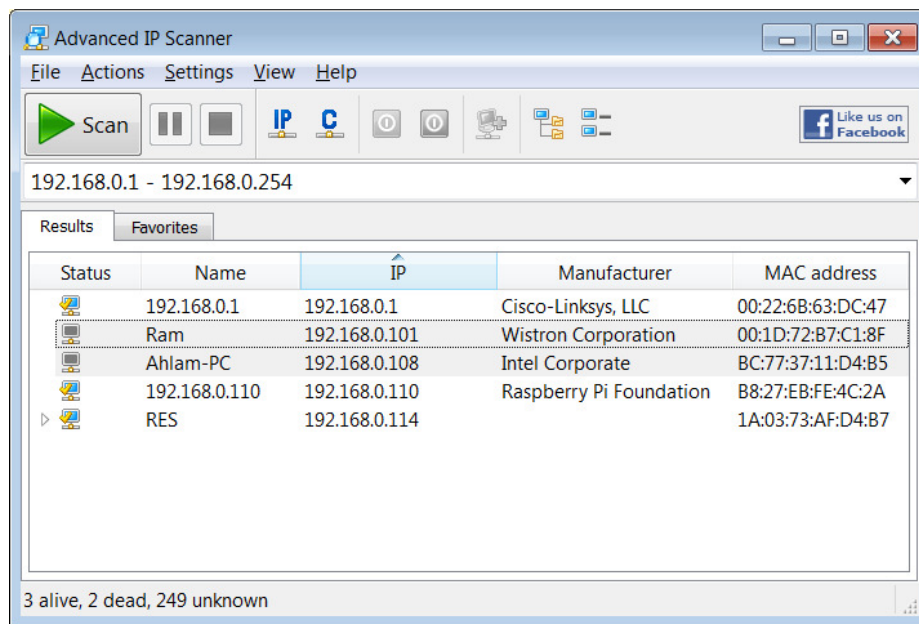 Advanced IP Scanner
File Actions Settings View Help
Scan IP C Like us on Facebook
192.168.0.1 - 192.168.0.254
Results Favorites
Status Name IP Manufacturer MAC address
192.168.0.1 192.168.0.1 Cisco-Linksys, LLC 00:22:6B:63:DC:47
Ram 192.168.0.101 Wistron Corporation 00:1D:72:B7:C1:8F
Ahlam-PC 192.168.0.108 Intel Corporate BC:77:37:11:D4:B5
192.168.0.110 192.168.0.110 Raspberry Pi Foundation B8:27:EB:FE:4C:2A
RES 192.168.0.114 1A:03:73:AF:D4:B7
3 alive, 2 dead, 249 unknown